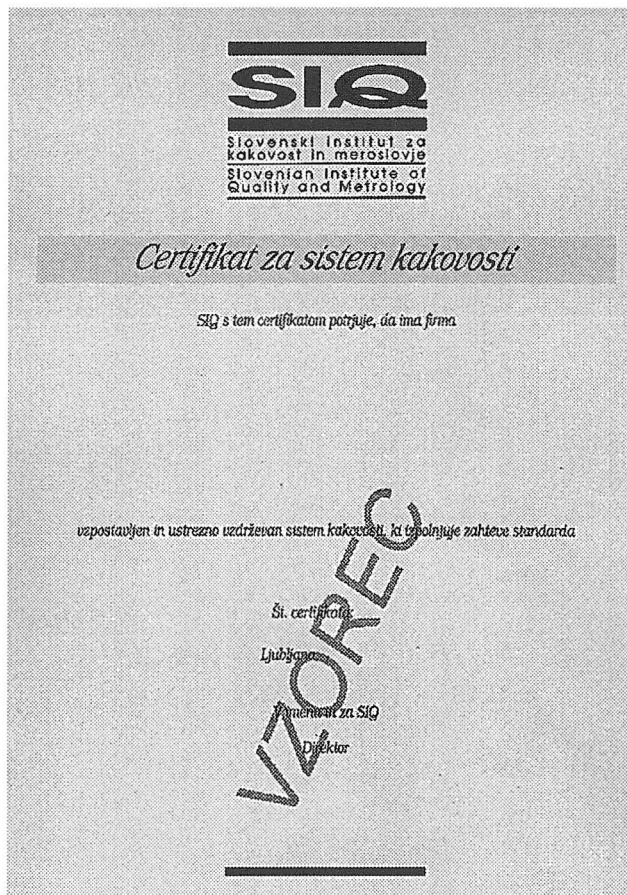 SIQ
Slovenski institut za
kakovost in meroslovje
Slovenian Institute of
Quality and Metrology
Certifikat za sistem kakovosti
SIQ s tem certifikatom potrjuje, da ima firma
vzpostavljen in ustrezno vzdrževan sistem kakovosti, ki izpolnjuje zahteve standarda
Št. certifikata:
Ljubljana:
V imenu in za SIQ
Direktor
VZOREC